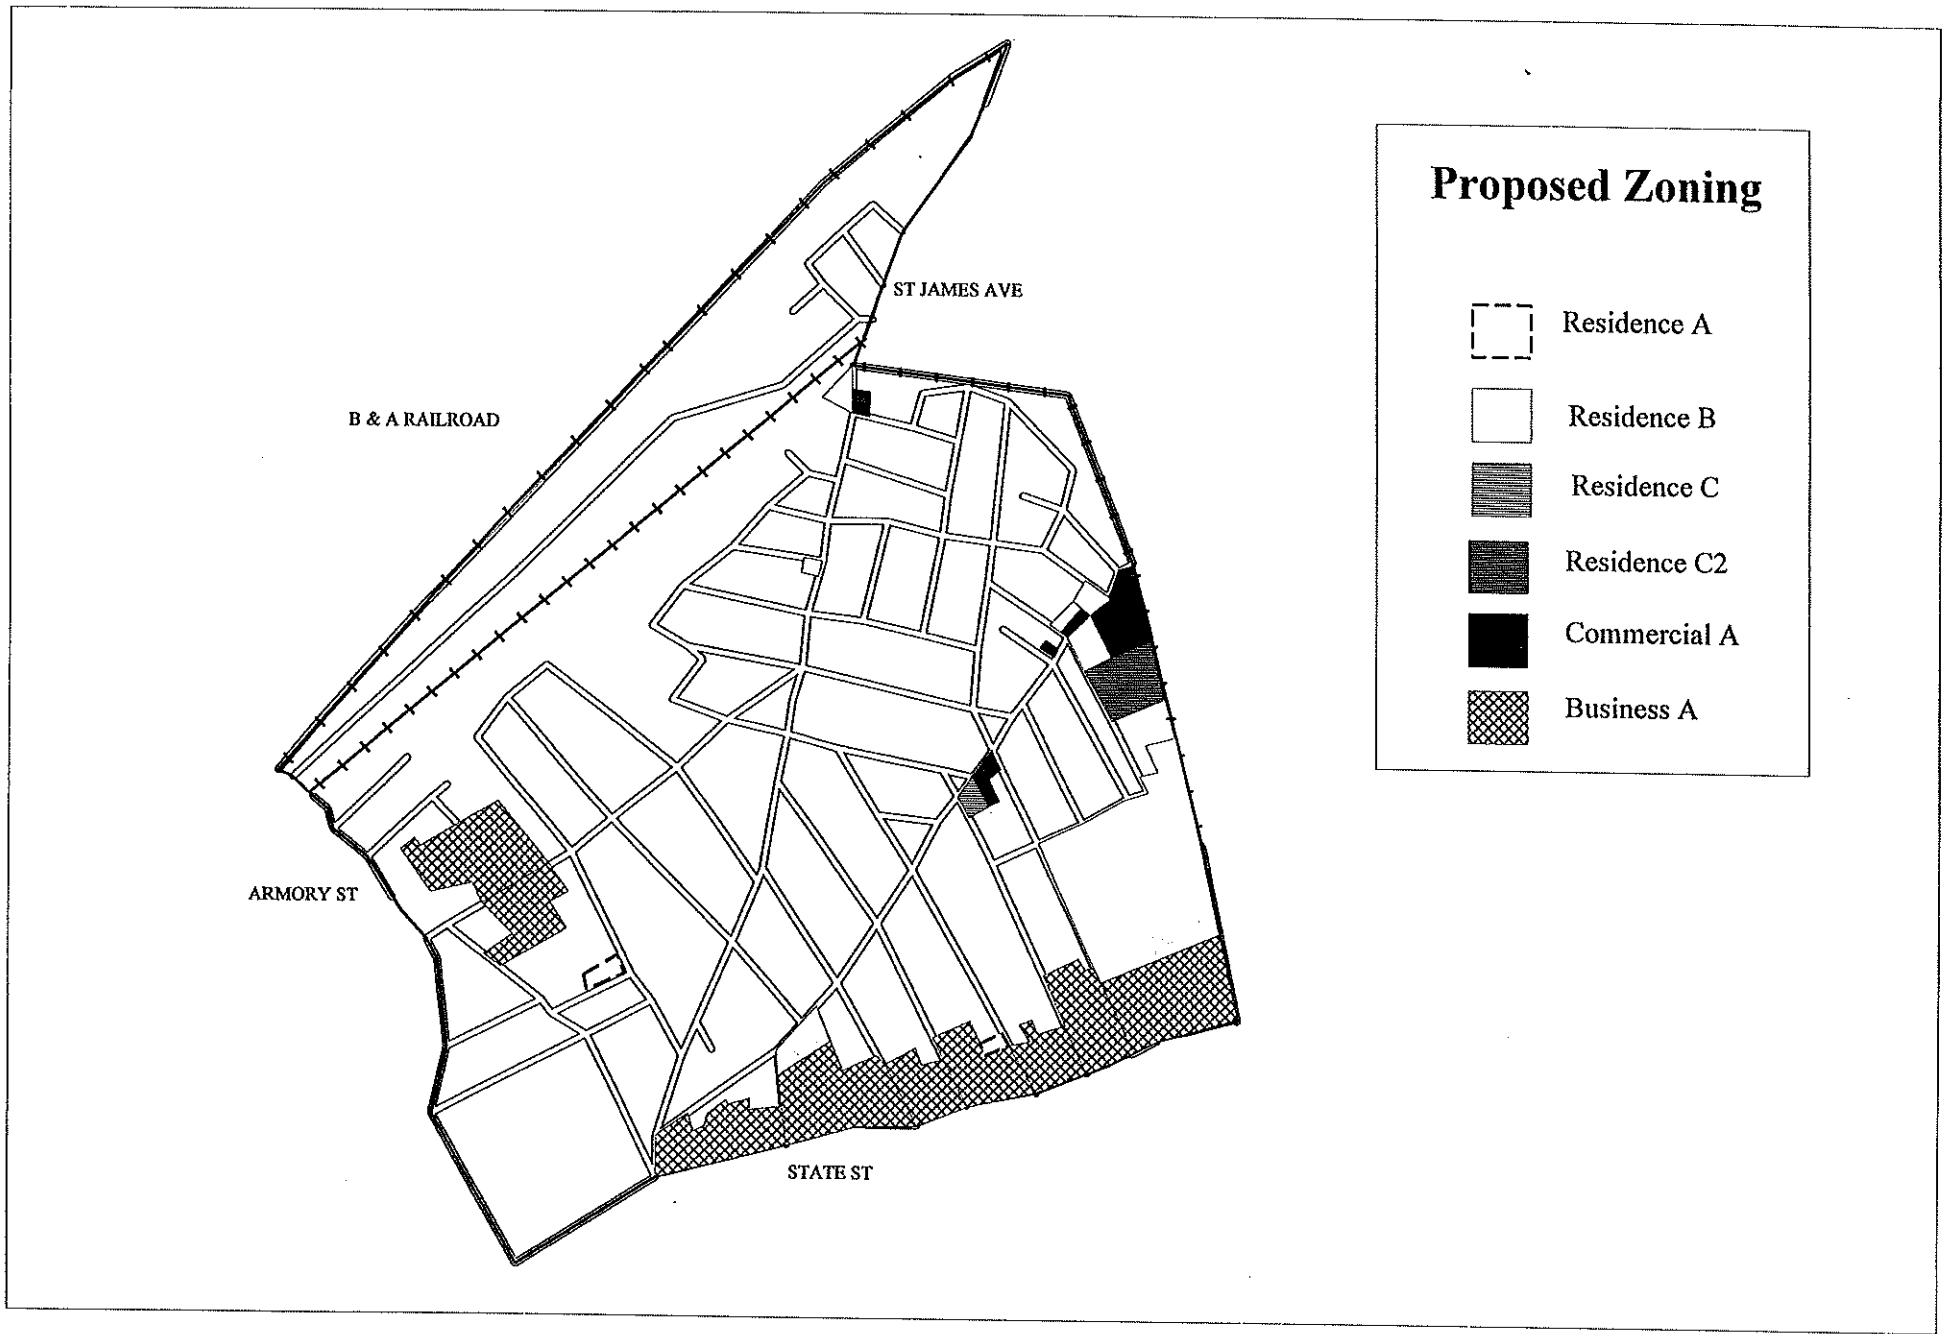 Proposed Zoning
Residence A
Residence B
Residence C
Residence C2
Commercial A
Business A
ST JAMES AVE
B & A RAILROAD
ARMORY ST
STATE ST